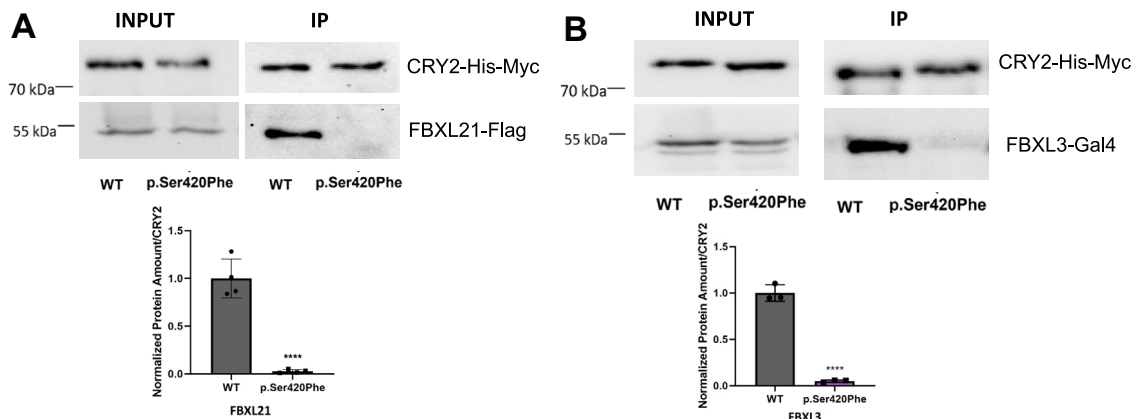 A
INPUT
IP
CRY2-His-Myc
70 kDa
55 kDa
FBXL21-Flag
WT
p.Ser420Phe
WT
p.Ser420Phe
Normalized Protein Amount/CRY2
1.5
1.0
0.5
0.0
****
WT
p.Ser420Phe
FBXL21
B
INPUT
IP
CRY2-His-Myc
70 kDa
55 kDa
FBXL3-Gal4
WT
p.Ser420Phe
WT
p.Ser420Phe
Normalized Protein Amount/CRY2
1.5
1.0
0.5
0.0
****
WT
p.Ser420Phe
FBXL3